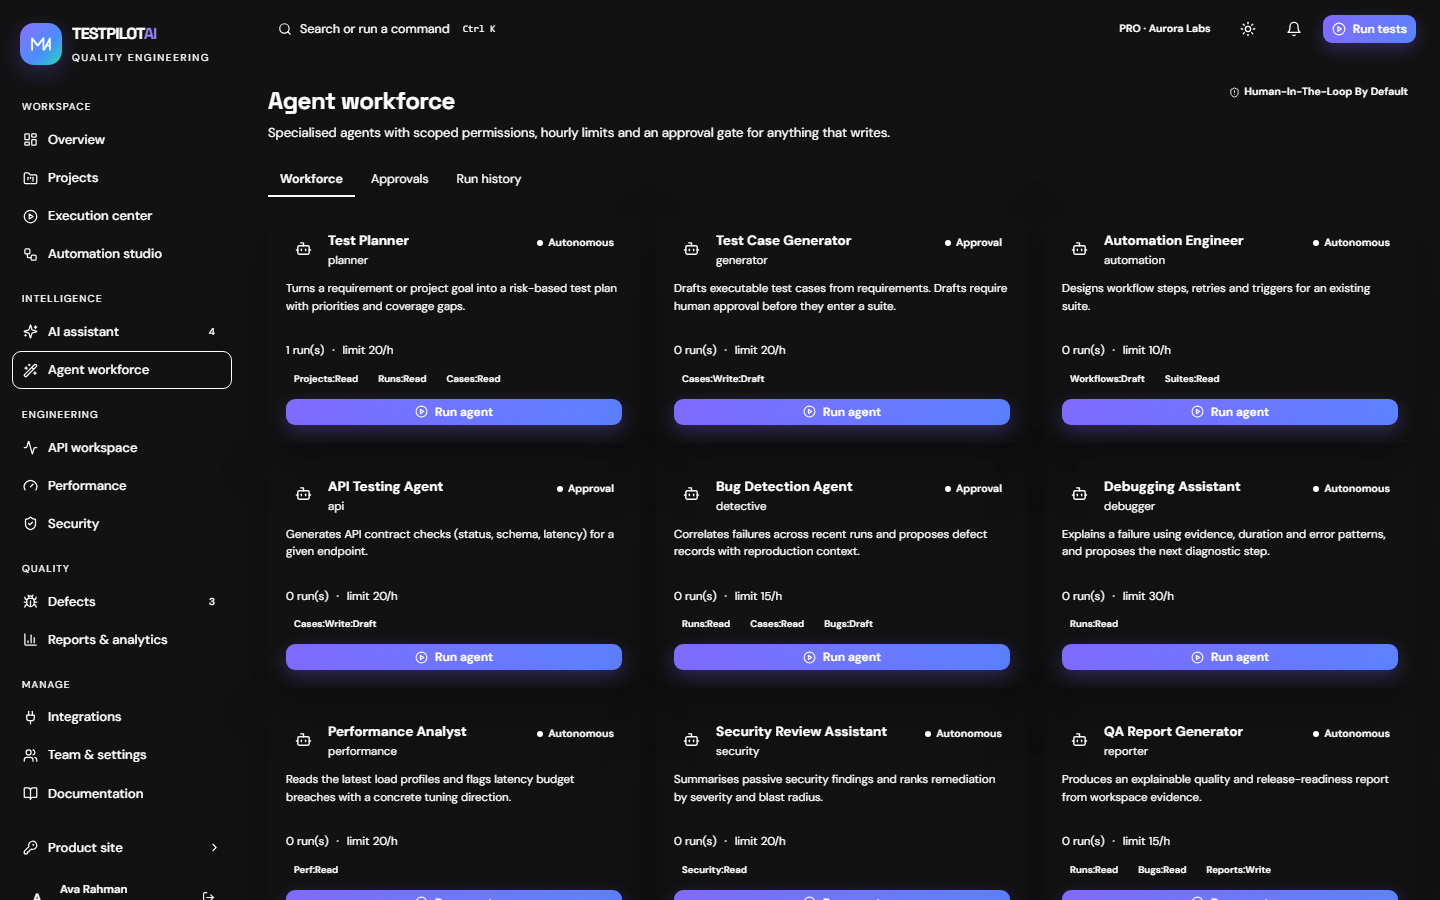 TESTPILOTAI
QUALITY ENGINEERING
Search or run a command Ctrl K
PRO · Aurora Labs
Run tests
WORKSPACE
Overview
Projects
Execution center
Automation studio
INTELLIGENCE
AI assistant 4
Agent workforce
ENGINEERING
API workspace
Performance
Security
QUALITY
Defects 3
Reports & analytics
MANAGE
Integrations
Team & settings
Documentation
Product site
Ava Rahman
Agent workforce
Human-In-The-Loop By Default
Specialised agents with scoped permissions, hourly limits and an approval gate for anything that writes.
Workforce Approvals Run history
Test Planner
Autonomous
planner
Turns a requirement or project goal into a risk-based test plan
with priorities and coverage gaps.
1 run(s) · limit 20/h
Projects:Read Runs:Read Cases:Read
Run agent
Test Case Generator
Approval
generator
Drafts executable test cases from requirements. Drafts require
human approval before they enter a suite.
0 run(s) · limit 20/h
Cases:Write:Draft
Run agent
Automation Engineer
Autonomous
automation
Designs workflow steps, retries and triggers for an existing
suite.
0 run(s) · limit 10/h
Workflows:Draft Suites:Read
Run agent
API Testing Agent
Approval
api
Generates API contract checks (status, schema, latency) for a
given endpoint.
0 run(s) · limit 20/h
Cases:Write:Draft
Run agent
Bug Detection Agent
Approval
detective
Correlates failures across recent runs and proposes defect
records with reproduction context.
0 run(s) · limit 15/h
Runs:Read Cases:Read Bugs:Draft
Run agent
Debugging Assistant
Autonomous
debugger
Explains a failure using evidence, duration and error patterns,
and proposes the next diagnostic step.
0 run(s) · limit 30/h
Runs:Read
Run agent
Performance Analyst
Autonomous
performance
Reads the latest load profiles and flags latency budget
breaches with a concrete tuning direction.
0 run(s) · limit 20/h
Perf:Read
Security Review Assistant
Autonomous
security
Summarises passive security findings and ranks remediation
by severity and blast radius.
0 run(s) · limit 20/h
Security:Read
QA Report Generator
Autonomous
reporter
Produces an explainable quality and release-readiness report
from workspace evidence.
0 run(s) · limit 15/h
Runs:Read Bugs:Read Reports:Write